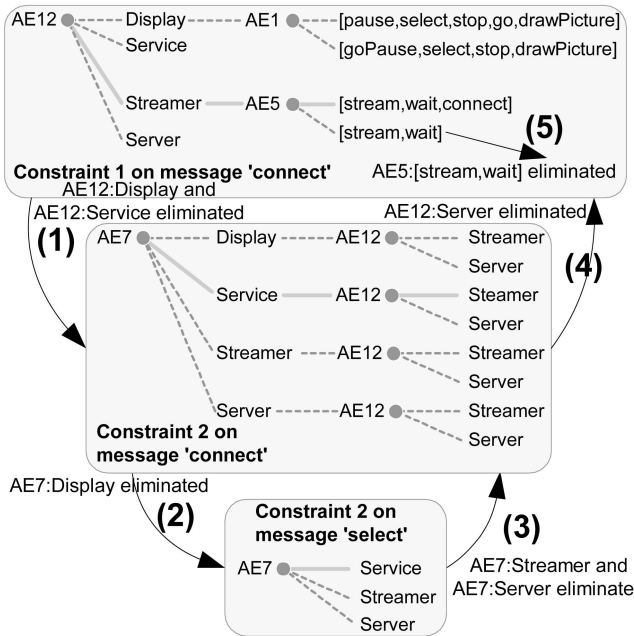 AE12 Display AE1 [pause,select,stop,go,drawPicture]
Service [goPause,select,stop,drawPicture]
Streamer AE5 [stream,wait,connect]
[stream,wait]
(5)
Server
Constraint 1 on message 'connect' AE5:[stream,wait] eliminated
AE12:Display and
AE12:Service eliminated AE12:Server eliminated
(1)
AE7 Display AE12 Streamer
Server
(4)
Service AE12 Steamer
Server
Streamer AE12 Streamer
Server
Server AE12 Streamer
Server
Constraint 2 on
message 'connect'
AE7:Display eliminated
(2)
Constraint 2 on
message 'select'
(3)
AE7 Service
Streamer
Server
AE7:Streamer and
AE7:Server eliminate